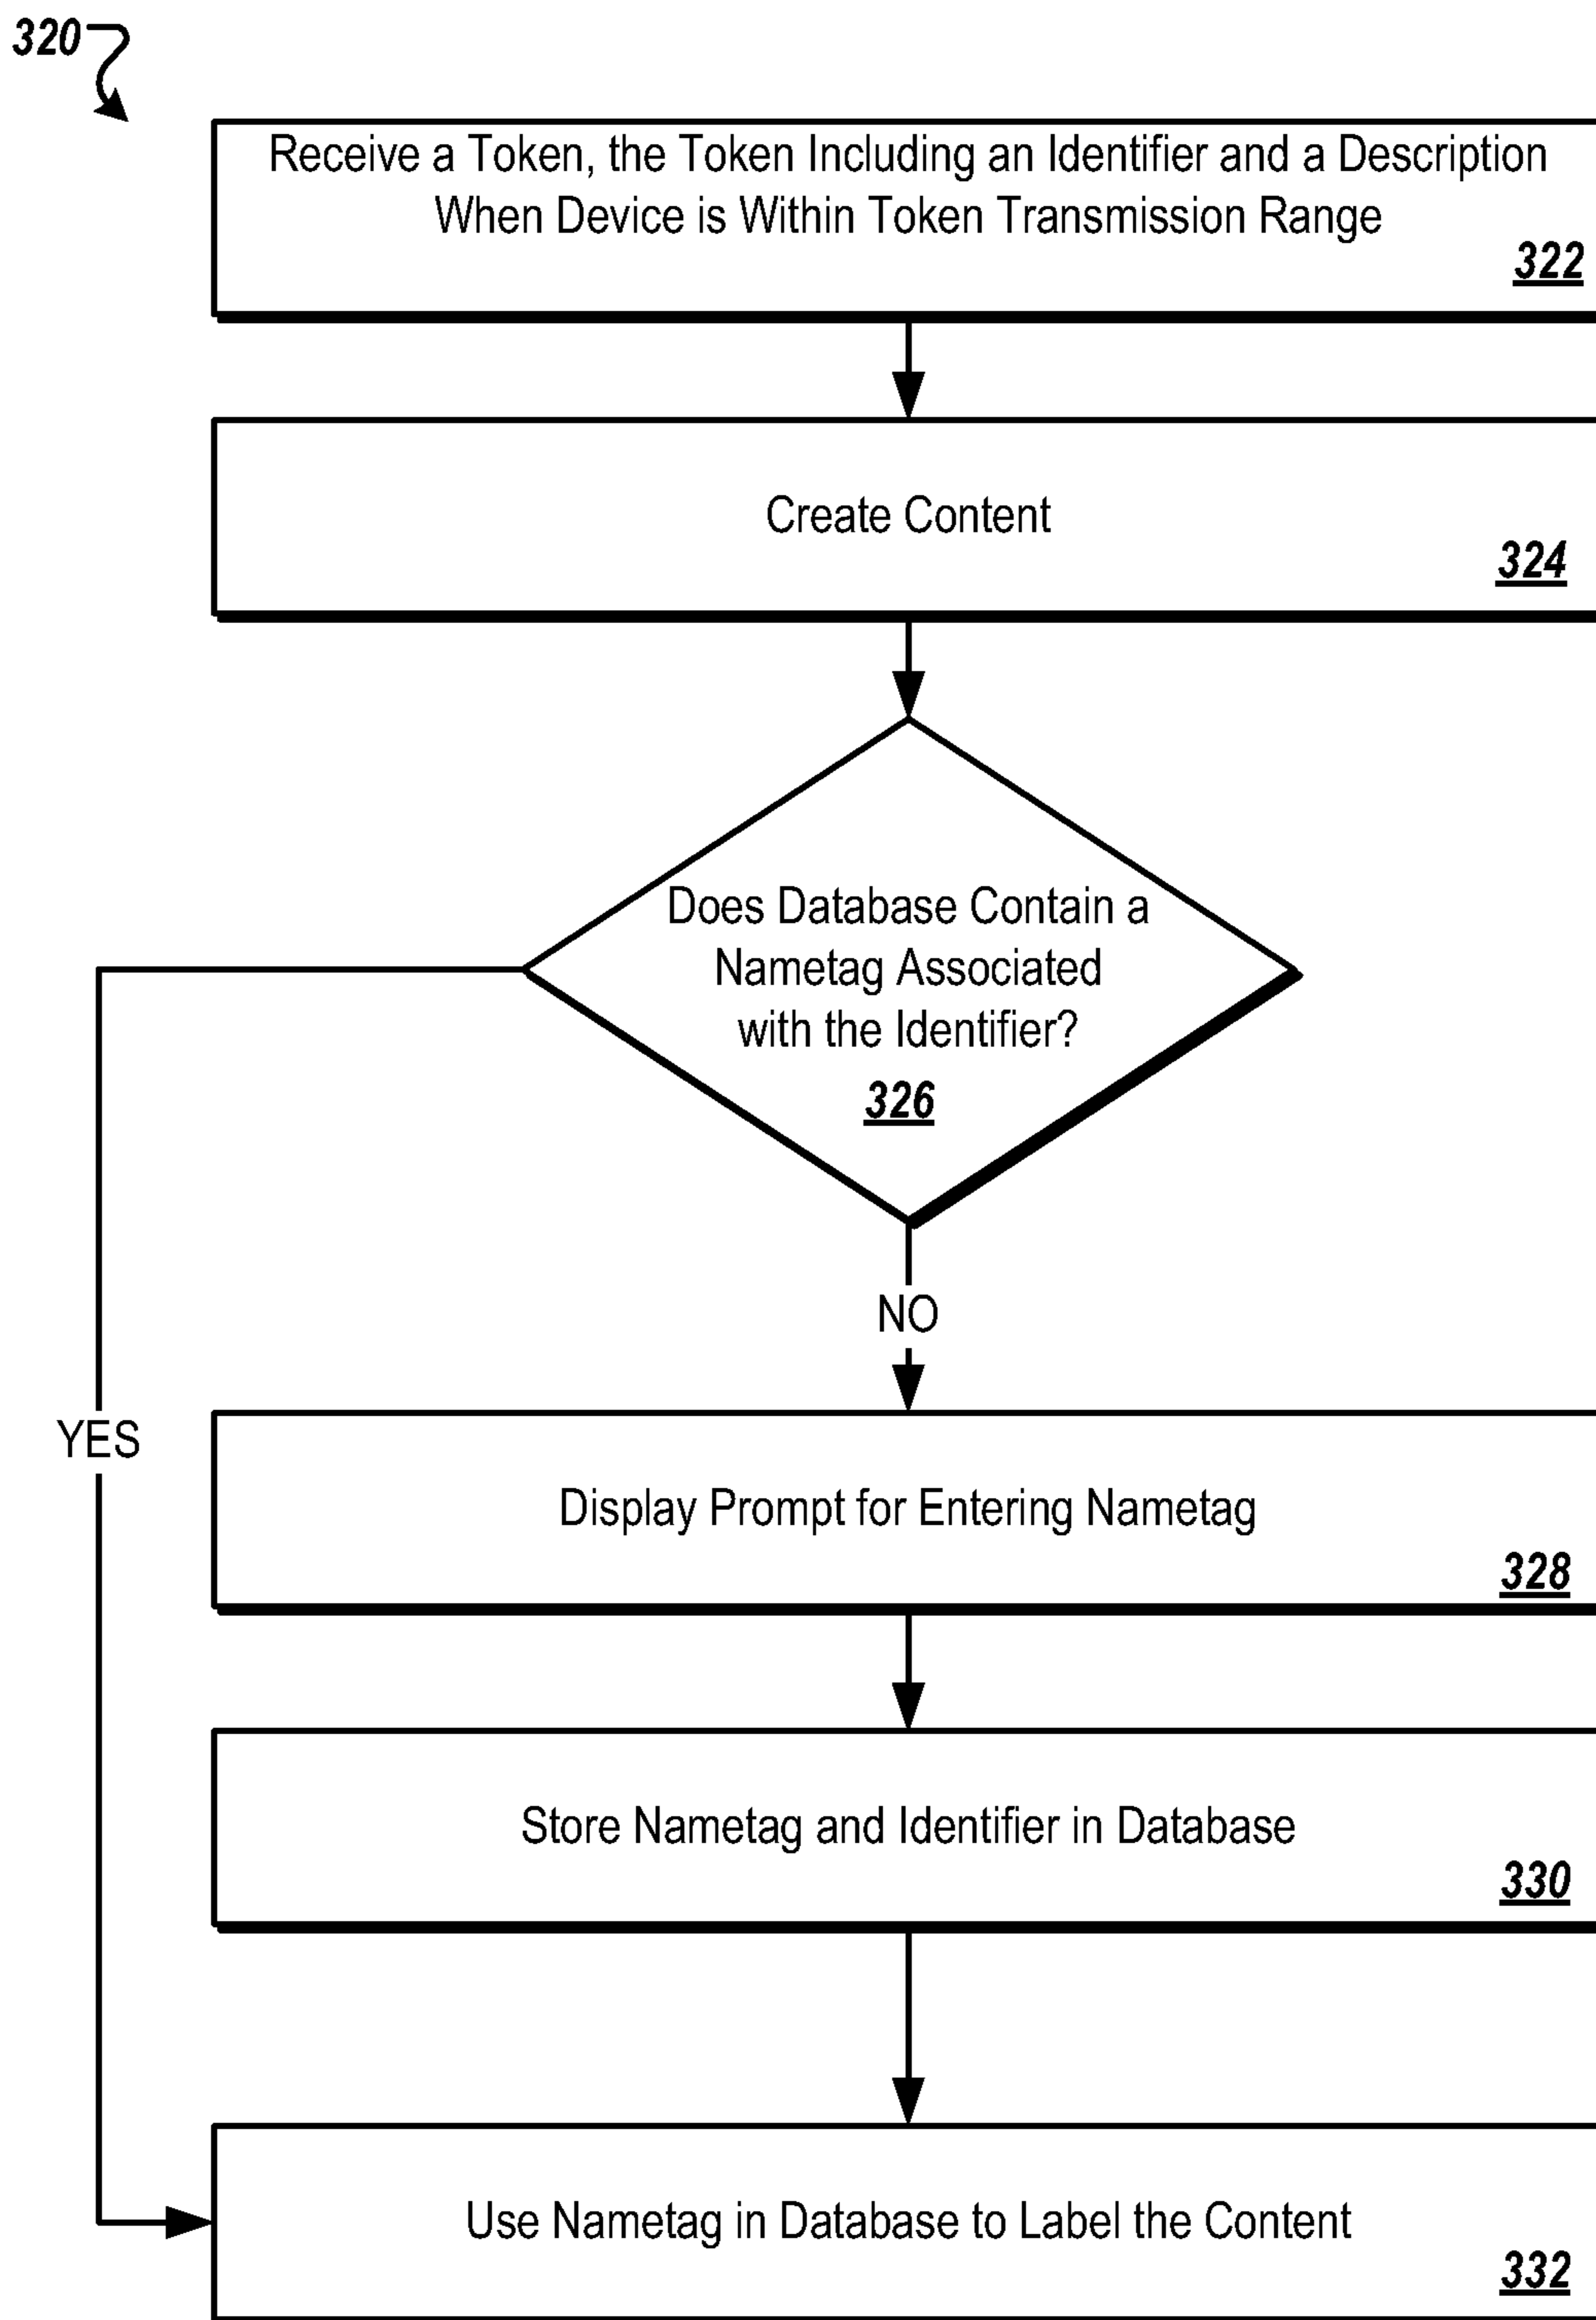 320
Receive a Token, the Token Including an Identifier and a Description
When Device is Within Token Transmission Range
322
Create Content
324
Does Database Contain a
Nametag Associated
with the Identifier?
326
NO
YES
Display Prompt for Entering Nametag
328
Store Nametag and Identifier in Database
330
Use Nametag in Database to Label the Content
332